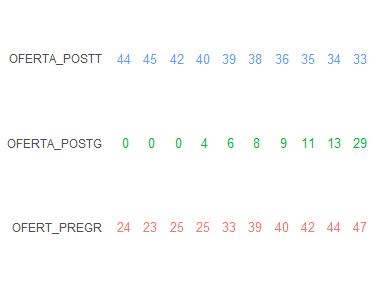 OFERTA_POSTT 44 45 42 40 39 38 36 35 34 33
OFERTA_POSTG 0 0 0 4 6 8 9 11 13 29
OFERT_PREGR 24 23 25 25 33 39 40 42 44 47